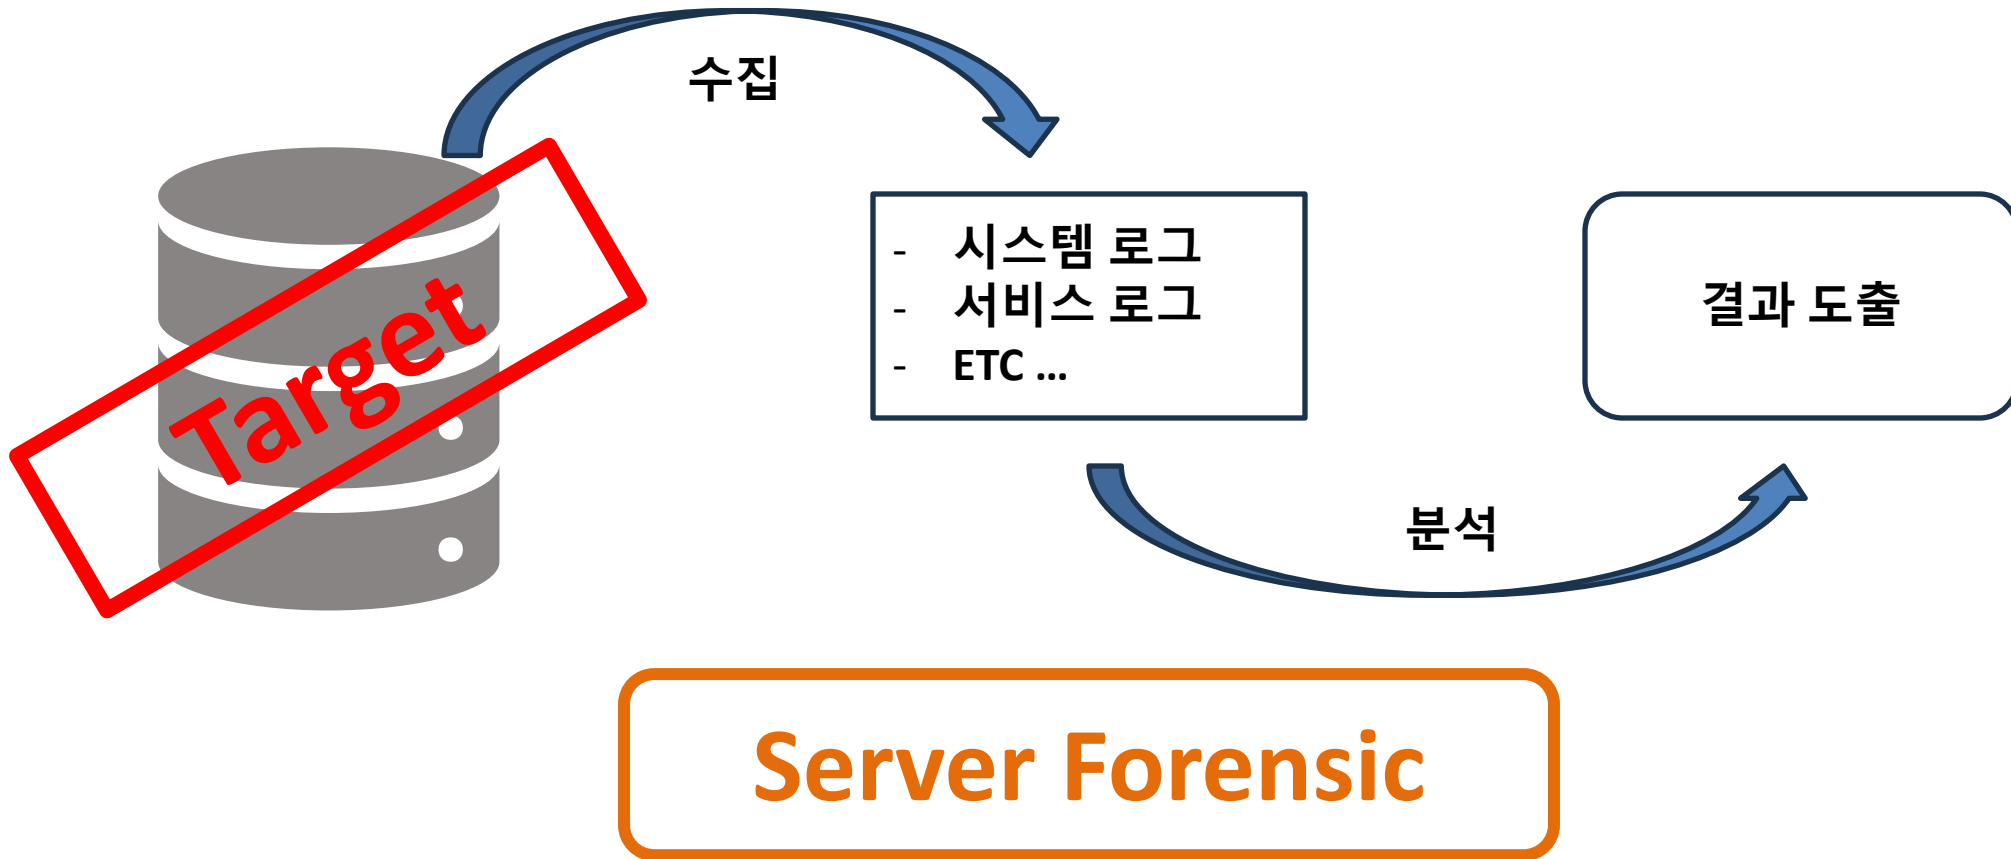 수집
Target
- 시스템 로그
- 서비스 로그
- ETC ...
결과 도출
분석
Server Forensic